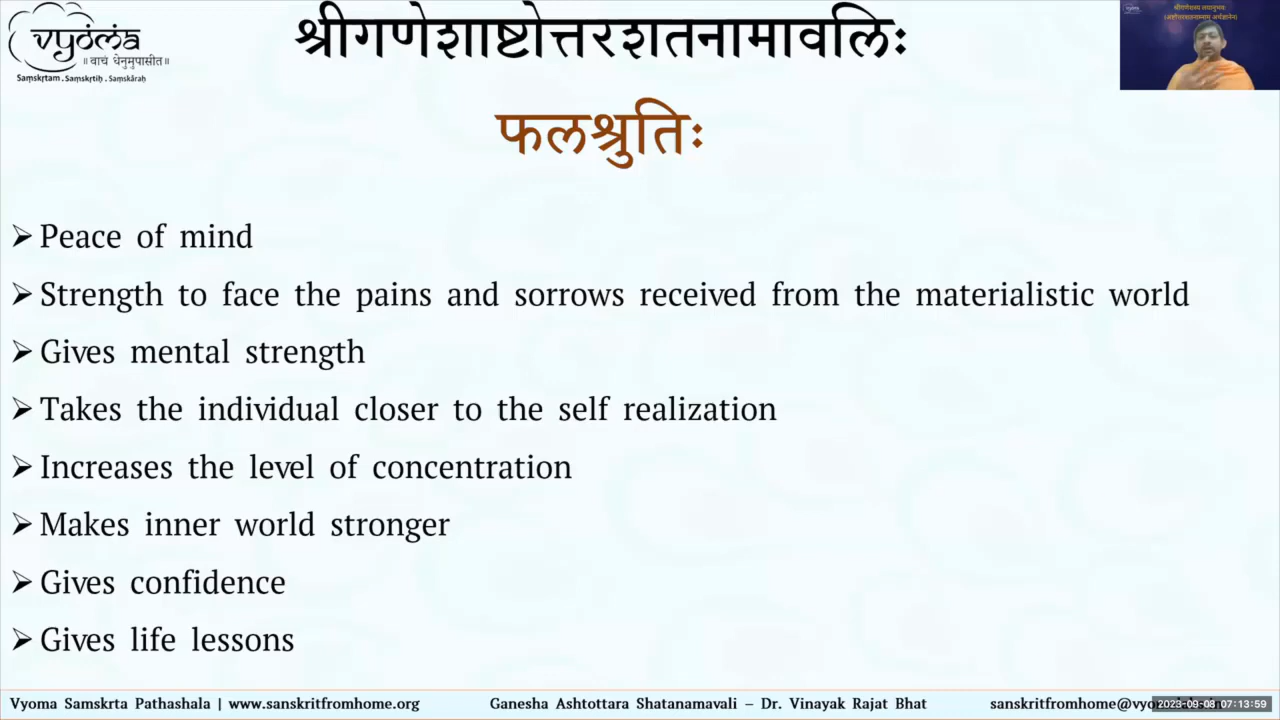 श्रीगणेशाष्टोत्तरशतनामावलिः
vyoma
॥ वाचं धेनुमुपासीत॥
Saṃskṛtam . Saṃskṛtiḥ . Saṃskāraḥ
फलश्रुतिः
➢ Peace of mind
➢ Strength to face the pains and sorrows received from the materialistic world
➢ Gives mental strength
➢ Takes the individual closer to the self realization
➢ Increases the level of concentration
➢ Makes inner world stronger
➢ Gives confidence
➢ Gives life lessons
Vyoma Samskrta Pathashala | www.sanskritfromhome.org Ganesha Ashtottara Shatanamavali – Dr. Vinayak Rajat Bhat sanskritfromhome@vyo
2023-09-08 07:13:59